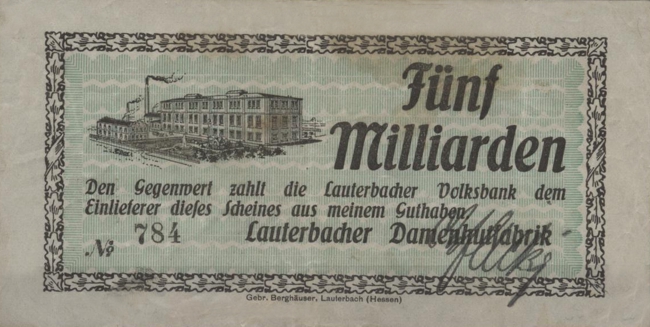 Fünf
Milliarden
Den Gegenwert zahlt die Lauterbacher Volksbank dem
Einlieferer dieses Scheines aus meinem Guthaben
№ 784 Lauterbacher Damenhutfabrik
Gebr. Berghäuser, Lauterbach (Hessen)